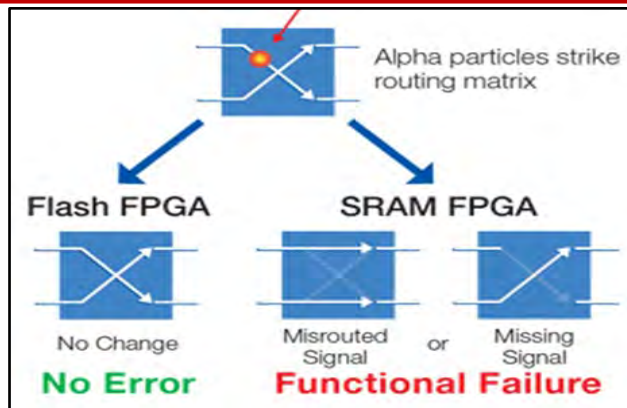 Alpha particles strike
routing matrix
Flash FPGA
SRAM FPGA
No Change
Misrouted
Signal
or
Missing
Signal
No Error
Functional Failure